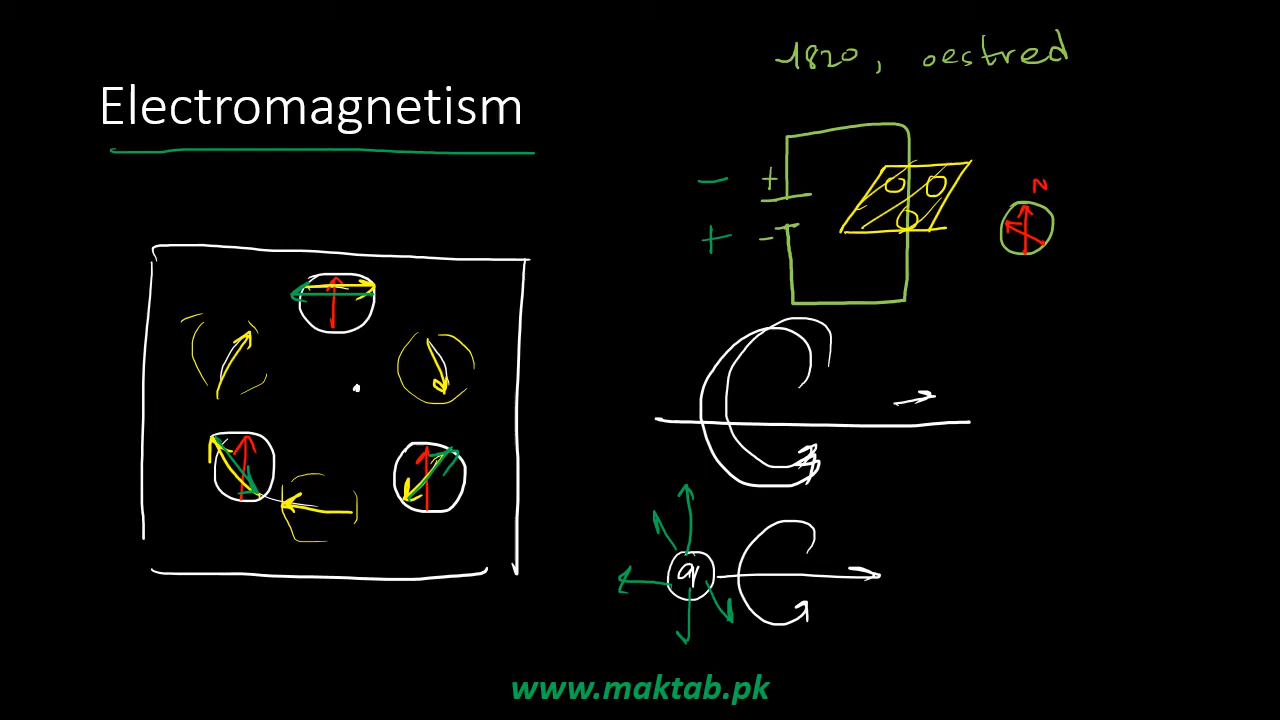 1820, oestred
Electromagnetism
- +
N
+ -
www.maktab.pk